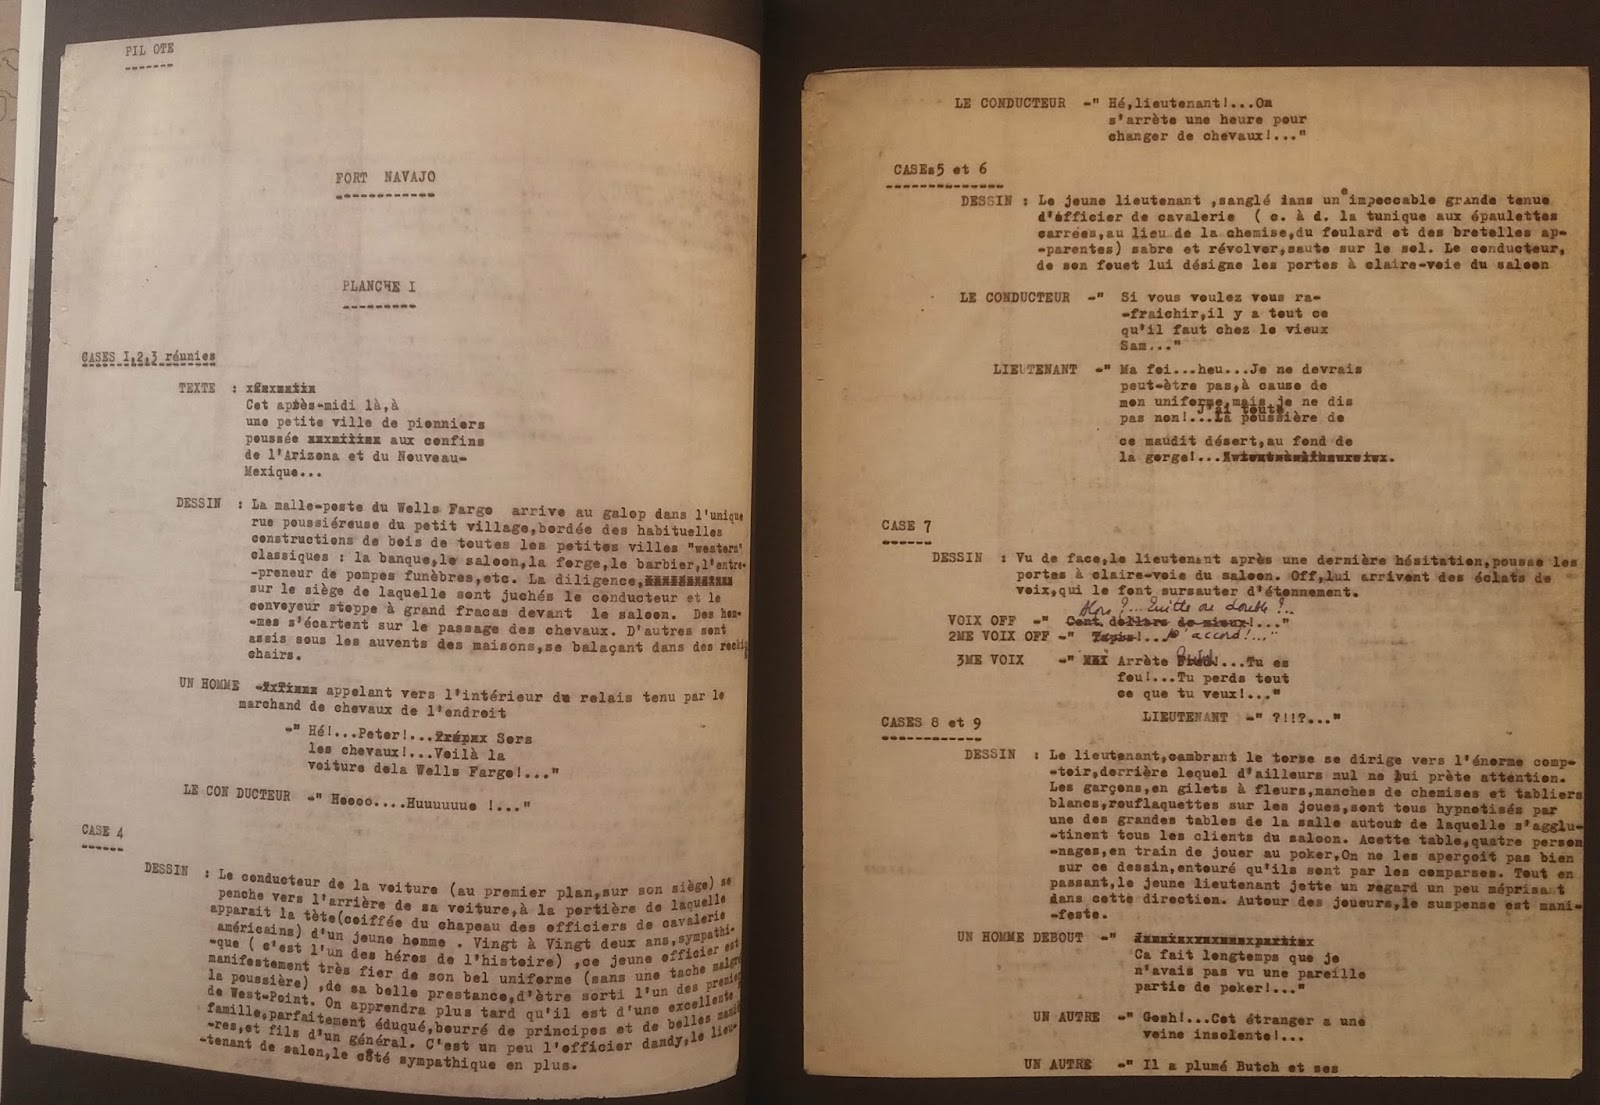 PIL OTE
FORT NAVAJO
PLANCHE I
CASES I,2,3 réunies
TEXTE :
Cet après-midi là,à
une petite ville de pionniers
poussée aux confins
de l'Arizona et du Nouveau-
Mexique...
DESSIN : La malle-poste du Wells Fargo arrive au galop dans l'unique
rue poussiéreuse du petit village,bordée des habituelles
constructions de bois de toutes les petites villes "western"
classiques : la banque,le saloon,la forge,le barbier,l'entre-
-preneur de pompes funèbres,etc. La diligence,
sur le siège de laquelle sont juchés le conducteur et le
convoyeur stoppe à grand fracas devant le saloon. Des hom-
-mes s'écartent sur le passage des chevaux. D'autres sont
assis sous les auvents des maisons,se balaçant dans des rocki
chairs.
UN HOMME - appelant vers l'intérieur du relais tenu par le
marchand de chevaux de l'endroit
-" Hé!...Peter!... Sors
les chevaux!...Voilà la
voiture dela Wells Fargo!..."
LE CON DUCTEUR -" Hoooo....Huuuuuue !..."
CASE 4
DESSIN : Le conducteur de la voiture (au premier plan,sur son siège) se
penche vers l'arrière de sa voiture,à la portière de laquelle
apparait la tète(coiffée du chapeau des officiers de cavalerie
américains) d'un jeune homme . Vingt à Vingt deux ans,sympathi-
-que ( c'est l'un des héros de l'histoire) ,ce jeune officier est
manifestement très fier de son bel uniforme (sans une tache malgré
la poussière) ,de sa belle prestance,d'ètre sorti l'un des premier
de West-Point. On apprendra plus tard qu'il est d'une excellente
famille,parfaitement éduqué,bourré de principes et de belles maniè
-res,et fils d'un général. C'est un peu l'officier dandy,le lieu-
-tenant de salon,le côté sympathique en plus.
LE CONDUCTEUR -" Hé,lieutenant!...On
s'arrète une heure pour
changer de chevaux!..."
CASEs5 et 6
DESSIN : Le jeune lieutenant ,sanglé dans une impeccable grande tenue
d'officier de cavalerie ( c. à d. la tunique aux épaulettes
carrées,au lieu de la chemise,du foulard et des bretelles ap-
-parentes) sabre et révolver,saute sur le sol. Le conducteur,
de son fouet lui désigne les portes à claire-voie du saloon
LE CONDUCTEUR -" Si vous voulez vous ra-
-fraichir,il y a tout ce
qu'il faut chez le vieux
Sam..."
LIEUTENANT -" Ma foi...heu...Je ne devrais
peut-ètre pas,à cause de
mon uniforme,mais je ne dis
pas non!...J'ai toute La poussière de
ce maudit désert,au fond de
la gorge!....
CASE 7
DESSIN : Vu de face,le lieutenant après une dernière hésitation,pousse les
portes à claire-voie du saloon. Off,lui arrivent des éclats de
voix,qui le font sursauter d'étonnement.
Alors ?... Quitte ou double ?...
VOIX OFF -" Cent dollars de mieux!..."
2ME VOIX OFF -" Tapis!... D'accord!..."
3ME VOIX -" Arrète Butch...Tu es
fou!...Tu perds tout
ce que tu veux!..."
LIEUTENANT -" ?!!?..."
CASES 8 et 9
DESSIN : Le lieutenant,cambrant le torse se dirige vers l'énorme comp-
-toir,derrière lequel d'ailleurs nul ne lui prète attention.
Les garçons,en gilets à fleurs,manches de chemises et tabliers
blancs,rouflaquettes sur les joues,sont tous hypnotisés par
une des grandes tables de la salle autour de laquelle s'agglu-
-tinent tous les clients du saloon. Acette table,quatre person
-nages,en train de jouer au poker,On ne les aperçoit pas bien
sur ce dessin,entouré qu'ils sont par les comparses. Tout en
passant,le jeune lieutenant jette un regard un peu méprisant
dans cette direction. Autour des joueurs,le suspense est mani-
-feste.
UN HOMME DEBOUT -"
Ca fait longtemps que je
n'avais pas vu une pareille
partie de poker!..."
UN AUTRE -" Gosh!...Cet étranger a une
veine insolente!...
UN AUTRE -" Il a plumé Butch et ses